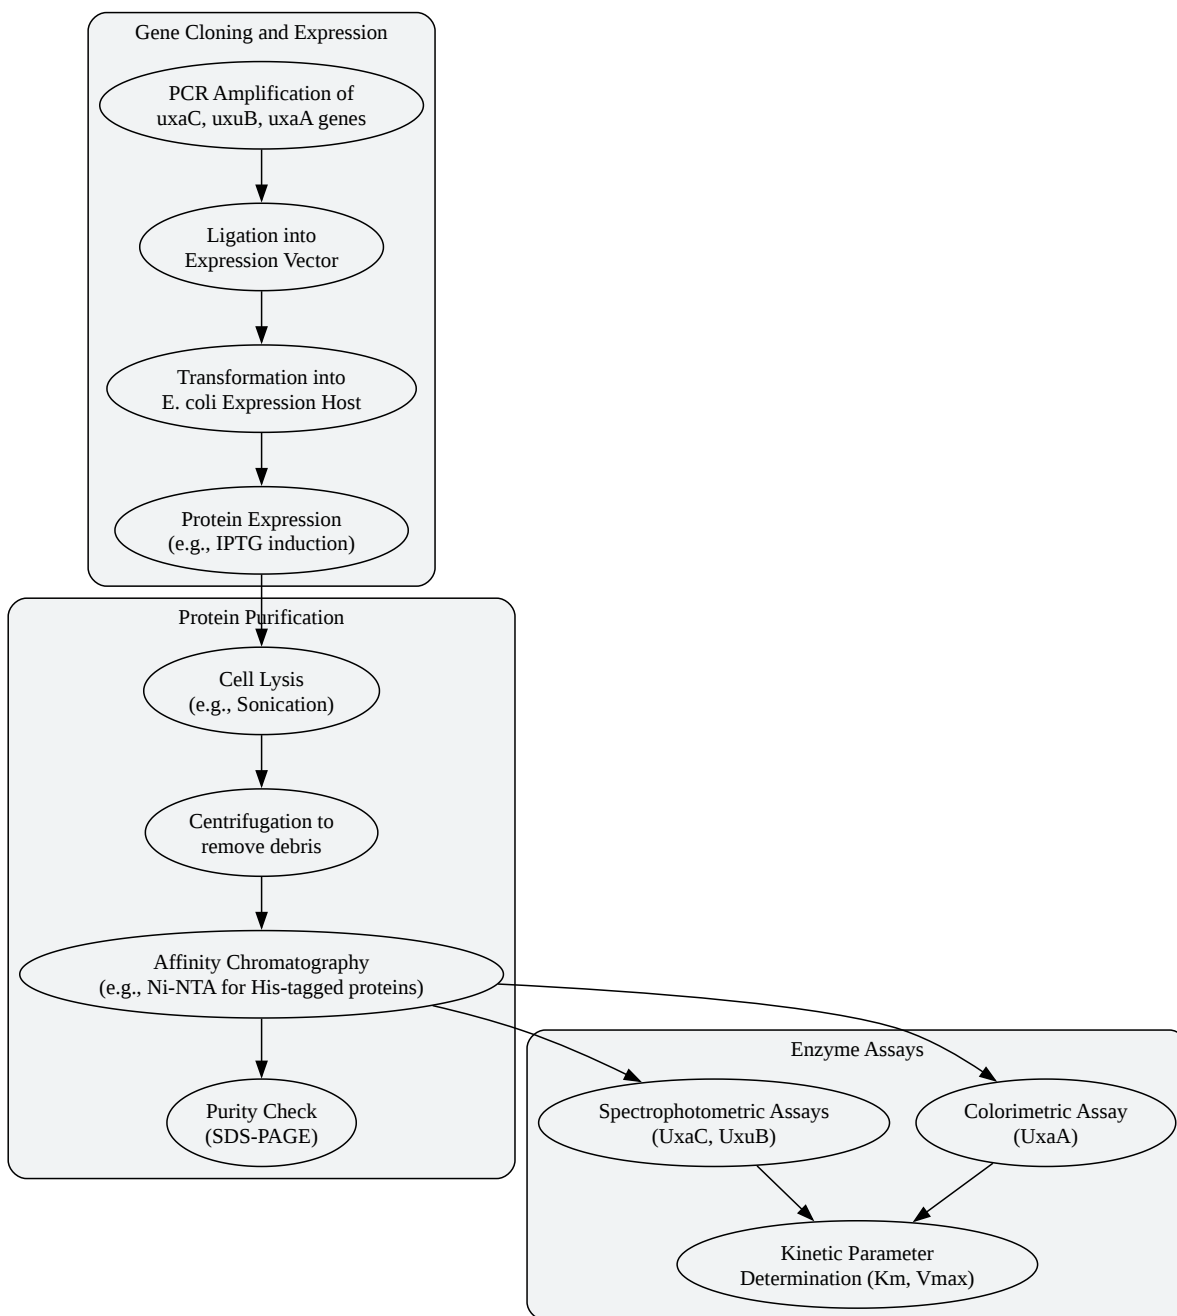 Gene Cloning and Expression
PCR Amplification of
uxaC, uxuB, uxaA genes
Ligation into
Expression Vector
Transformation into
E. coli Expression Host
Protein Expression
(e.g., IPTG induction)
Protein Purification
Cell Lysis
(e.g., Sonication)
Centrifugation to
remove debris
Affinity Chromatography
(e.g., Ni-NTA for His-tagged proteins)
Purity Check
(SDS-PAGE)
Enzyme Assays
Spectrophotometric Assays
(UxaC, UxuB)
Colorimetric Assay
(UxaA)
Kinetic Parameter
Determination (Km, Vmax)